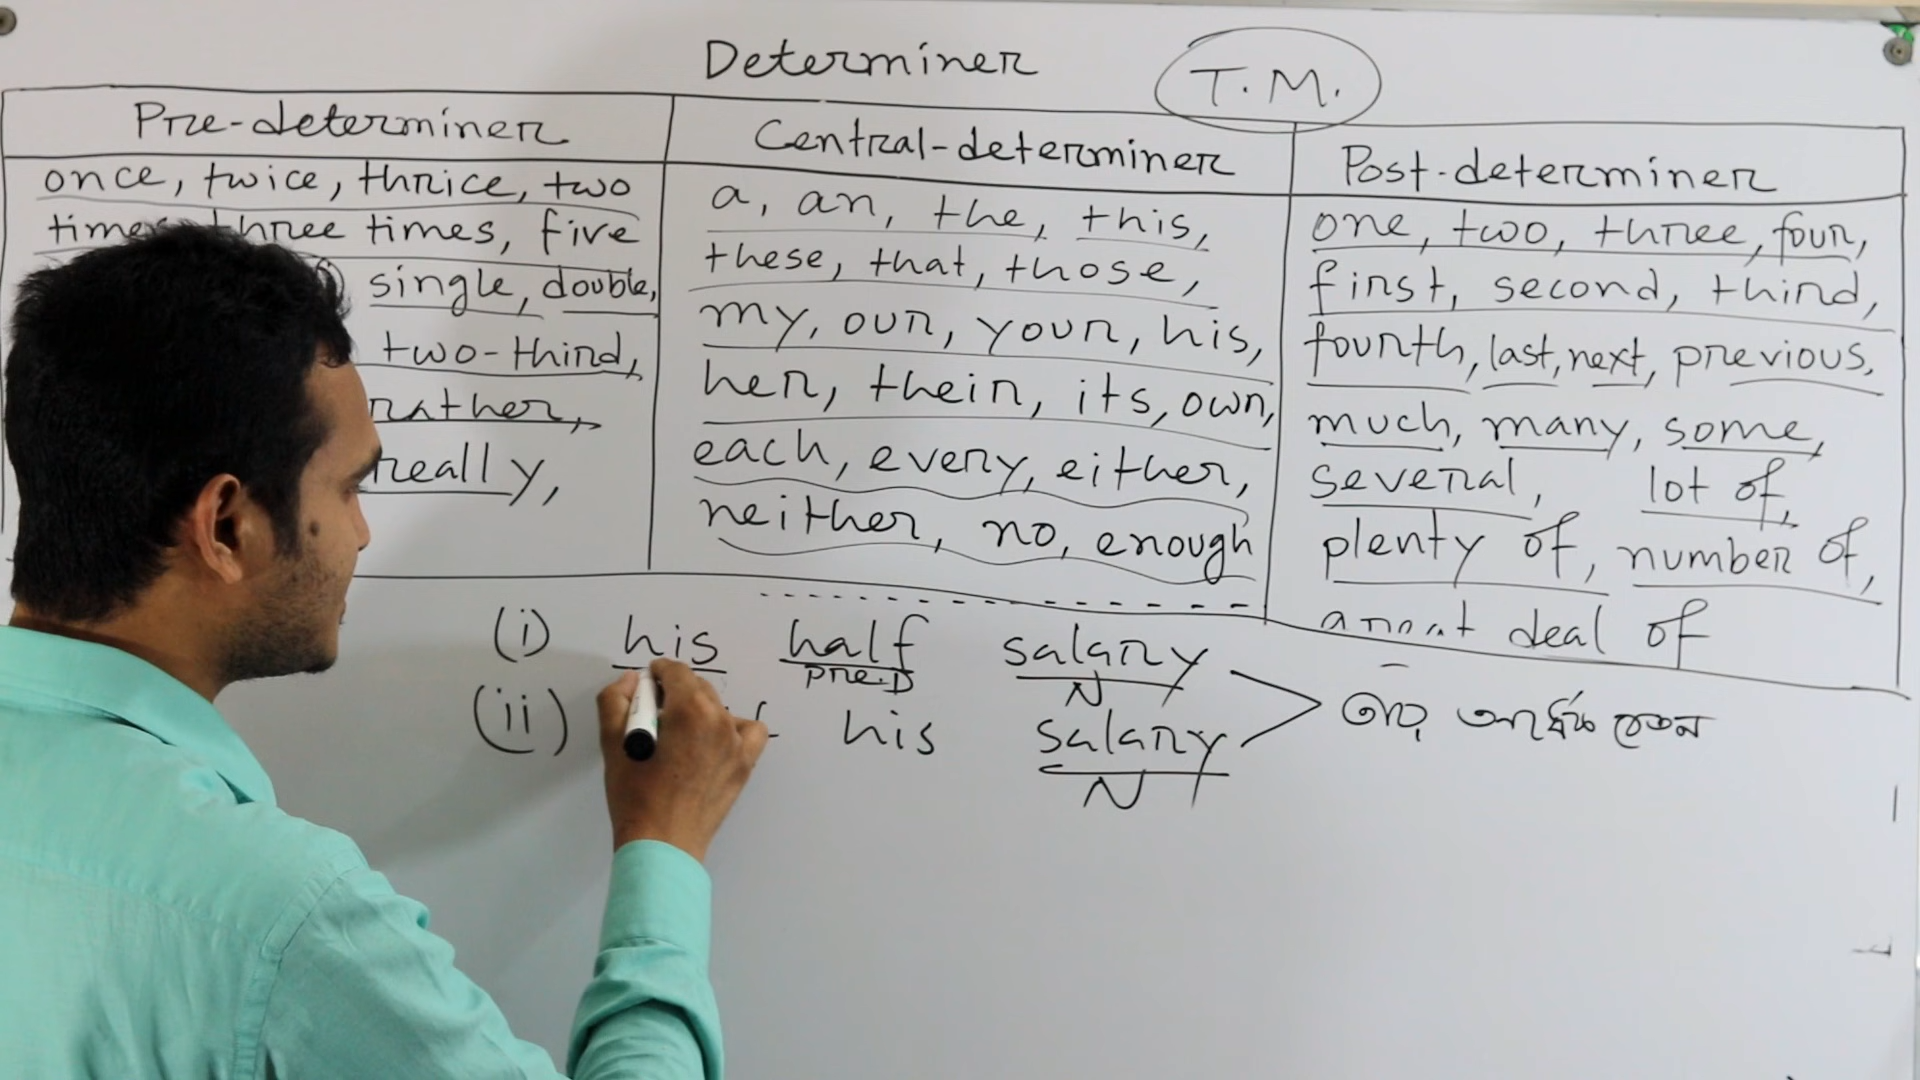 Determiner
T.M.
Pre-determiner
once, twice, thrice, two
times, three times, five
single, double,
two-third,
rather,
really,
Central-determiner
a, an, the, this,
these, that, those,
my, our, your, his,
her, their, its, own,
each, every, either,
neither, no, enough
Post-determiner
one, two, three, four,
first, second, third,
fourth, last, next, previous,
much, many, some,
several, lot of,
plenty of, number of,
deal of
(i) his half salary
pre.D N
(ii) his salary
N
তার অর্ধেক বেতন